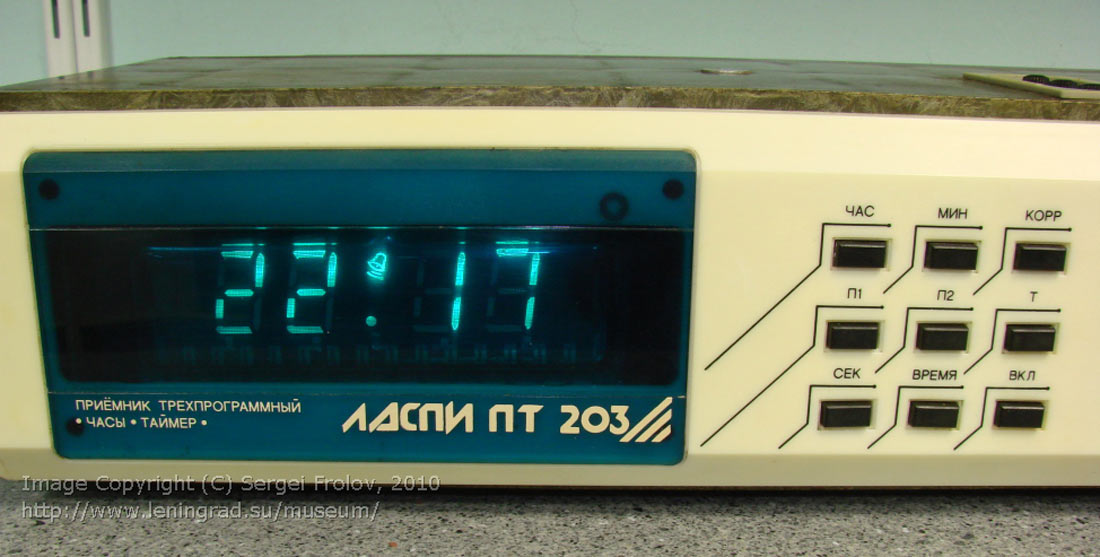 22:17
ЧАС МИН КОРР
П1 П2 Т
СЕК ВРЕМЯ ВКЛ
ПРИЁМНИК ТРЕХПРОГРАММНЫЙ
• ЧАСЫ • ТАЙМЕР •
ЛАСПИ ПТ 203
Image Copyright (C) Sergei Frolov, 2010
http://www.leningrad.su/museum/